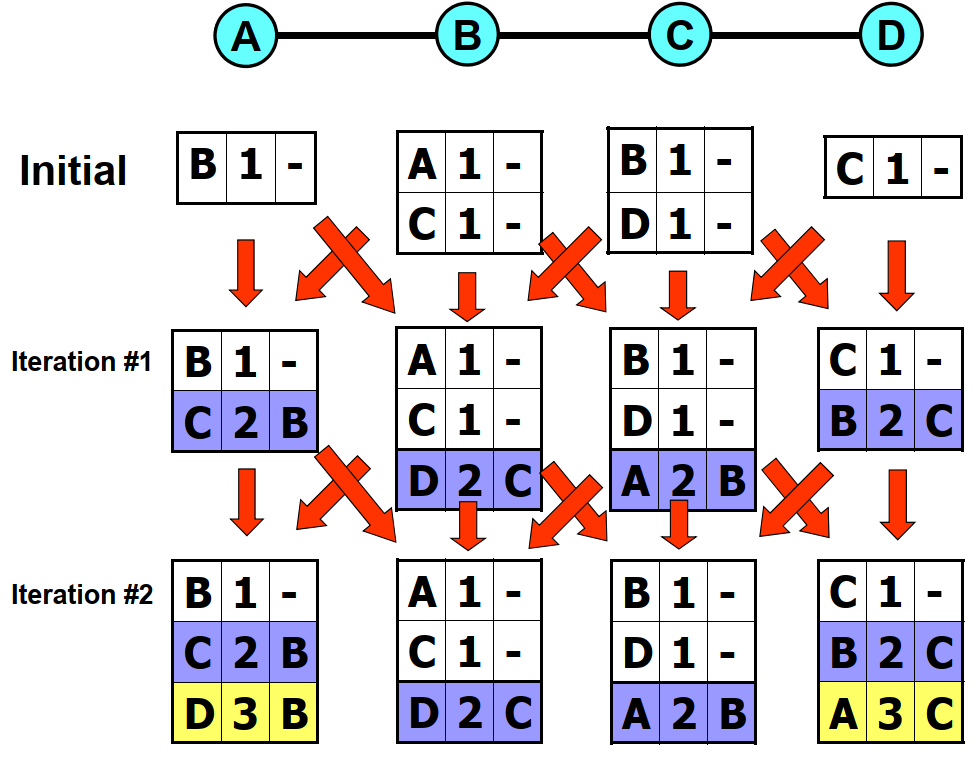 A B C D
Initial
B 1 -
A 1 -
C 1 -
B 1 -
D 1 -
C 1 -
Iteration #1
B 1 -
C 2 B
A 1 -
C 1 -
D 2 C
B 1 -
D 1 -
A 2 B
C 1 -
B 2 C
Iteration #2
B 1 -
C 2 B
D 3 B
A 1 -
C 1 -
D 2 C
B 1 -
D 1 -
A 2 B
C 1 -
B 2 C
A 3 C